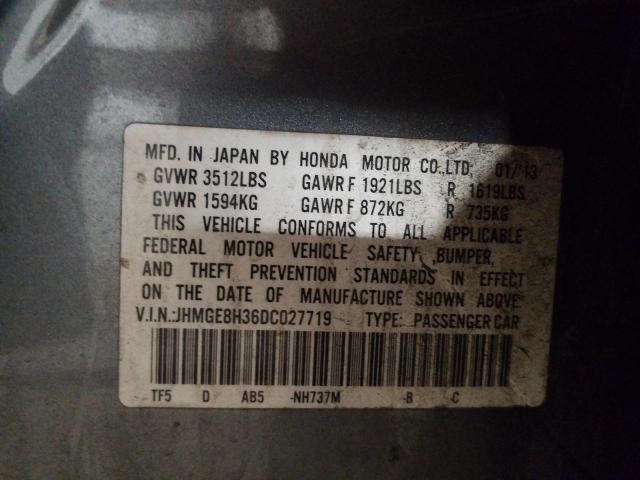 MFD. IN JAPAN BY HONDA MOTOR CO.,LTD, 01/'13
GVWR 3512LBS GAWR F 1921LBS R 1619LBS
GVWR 1594KG GAWR F 872KG R 735KG
THIS VEHICLE CONFORMS TO ALL APPLICABLE
FEDERAL MOTOR VEHICLE SAFETY ,BUMPER,
AND THEFT PREVENTION STANDARDS IN EFFECT
ON THE DATE OF MANUFACTURE SHOWN ABOVE
V.I.N.:JHMGE8H36DC027719 TYPE: PASSENGER CAR
TF5 D AB5 -NH737M -B -C